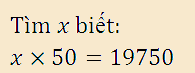 Tìm x biết:
x × 50 = 19750